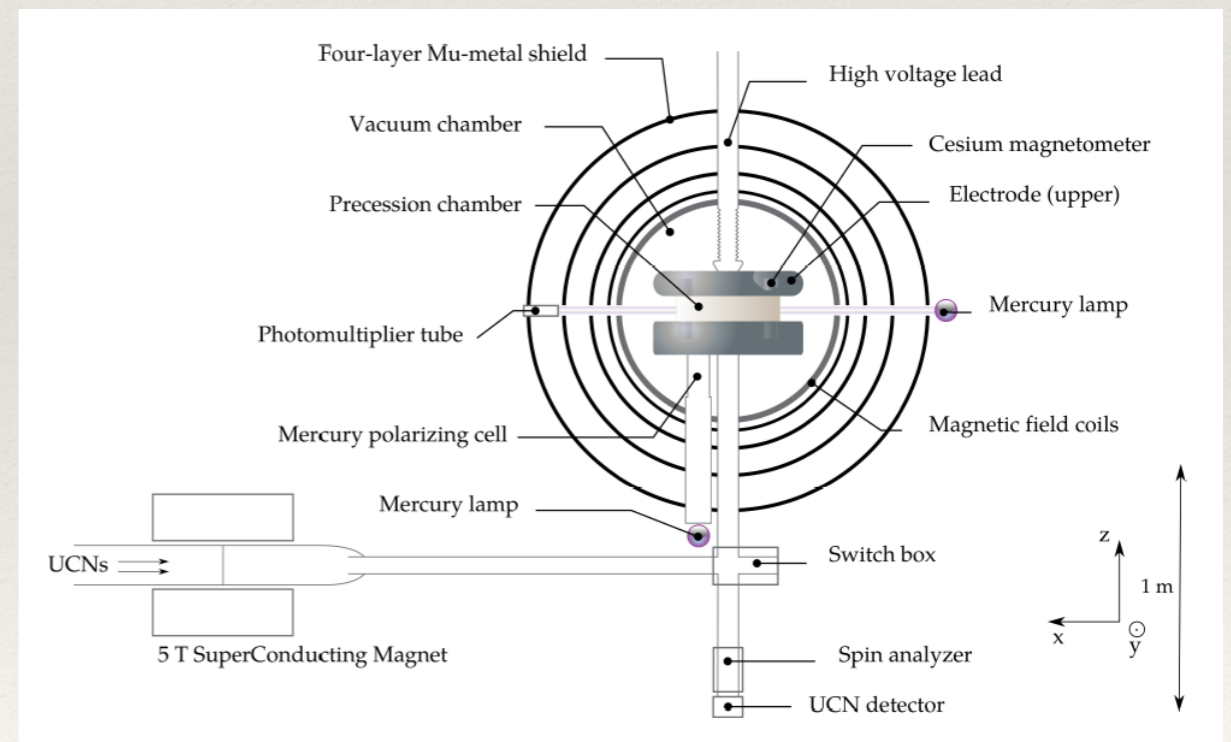 Four-layer Mu-metal shield
High voltage lead
Vacuum chamber
Cesium magnetometer
Precession chamber
Electrode (upper)
Mercury lamp
Photomultiplier tube
Magnetic field coils
Mercury polarizing cell
Mercury lamp
UCNs
Switch box
z
1 m
x
y
5 T SuperConducting Magnet
Spin analyzer
UCN detector